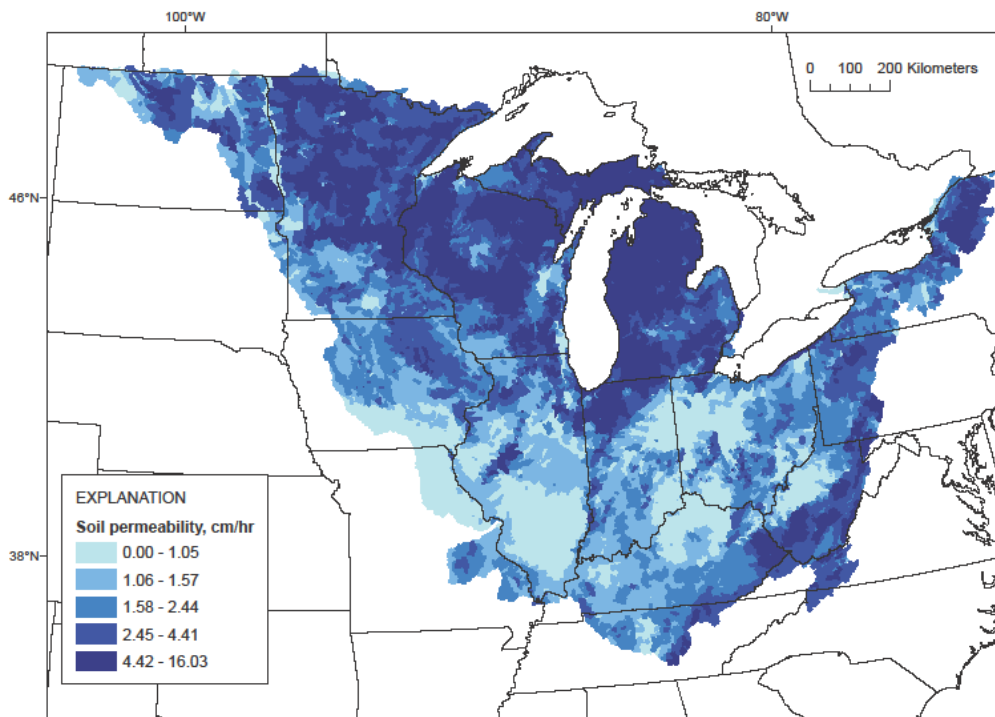 100°W
80°W
0 100 200 Kilometers
46°N
38°N
EXPLANATION
Soil permeability, cm/hr
0.00 - 1.05
1.06 - 1.57
1.58 - 2.44
2.45 - 4.41
4.42 - 16.03